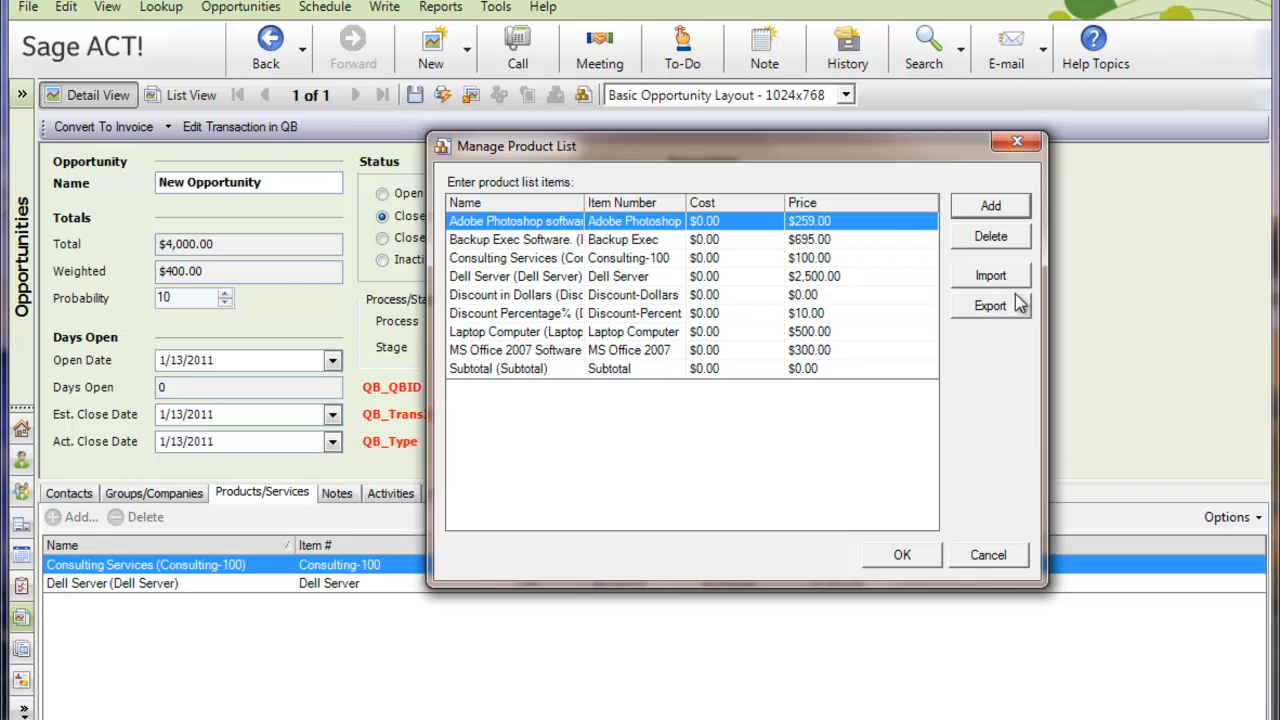 File Edit View Lookup Opportunities Schedule Write Reports Tools Help
Sage ACT!
Back Forward New Call Meeting To-Do Note History Search E-mail Help Topics
Detail View List View 1 of 1 Basic Opportunity Layout - 1024x768
Convert To Invoice Edit Transaction in QB
Opportunities
Opportunity
Name New Opportunity
Totals
Total $4,000.00
Weighted $400.00
Probability 10
Days Open
Open Date 1/13/2011
Days Open 0
Est. Close Date 1/13/2011
Act. Close Date 1/13/2011
Status
Open
Close
Close
Inacti
Process/Sta
Process
Stage
QB_QBID
QB_Trans
QB_Type
Manage Product List
Enter product list items:
Name Item Number Cost Price
Adobe Photoshop softwar Adobe Photoshop $0.00 $259.00
Backup Exec Software. (I Backup Exec $0.00 $695.00
Consulting Services (Cor Consulting-100 $0.00 $100.00
Dell Server (Dell Server) Dell Server $0.00 $2,500.00
Discount in Dollars (Disc Discount-Dollars $0.00 $0.00
Discount Percentage% (D Discount-Percent $0.00 $10.00
Laptop Computer (Laptop Laptop Computer $0.00 $500.00
MS Office 2007 Software MS Office 2007 $0.00 $300.00
Subtotal (Subtotal) Subtotal $0.00 $0.00
Add
Delete
Import
Export
OK Cancel
Contacts Groups/Companies Products/Services Notes Activities
Add... Delete Options
Name Item #
Consulting Services (Consulting-100) Consulting-100
Dell Server (Dell Server) Dell Server